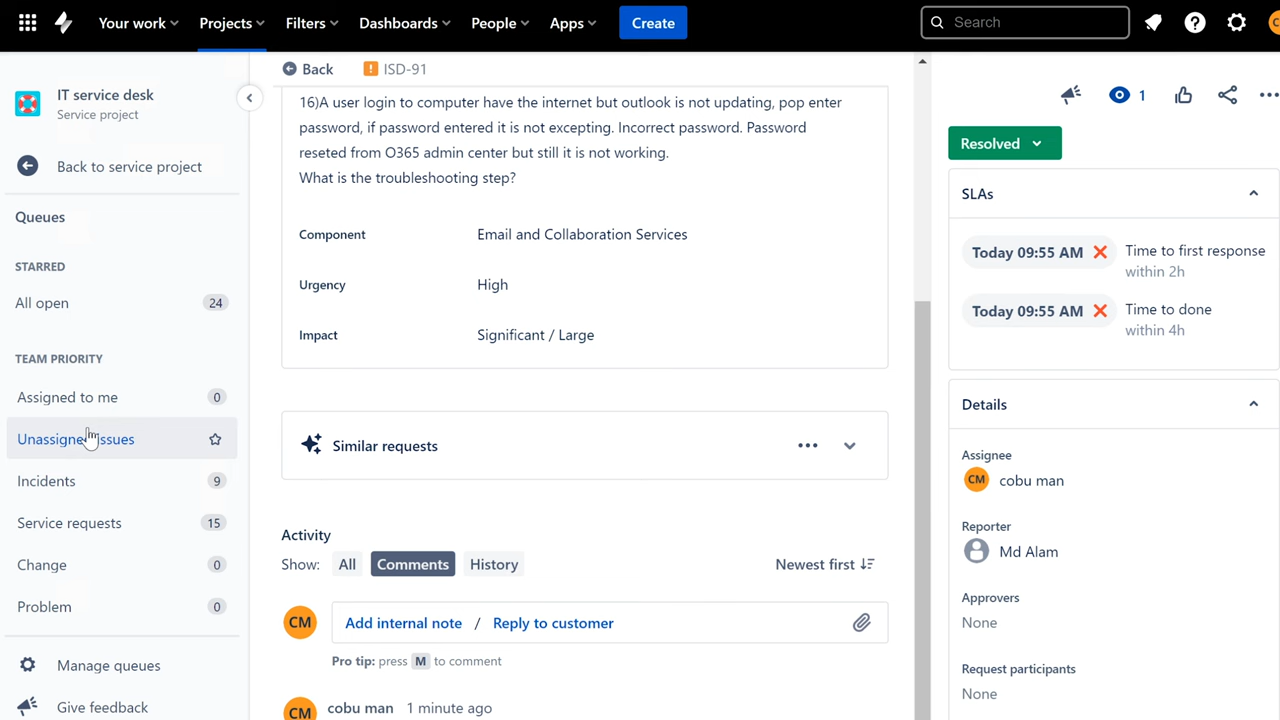 Your work
Projects
Filters
Dashboards
People
Apps
Create
Search
IT service desk
Service project
Back to service project
Queues
STARRED
All open 24
TEAM PRIORITY
Assigned to me 0
Unassigned issues
Incidents 9
Service requests 15
Change 0
Problem 0
Manage queues
Give feedback
Back ISD-91
16)A user login to computer have the internet but outlook is not updating, pop enter
password, if password entered it is not excepting. Incorrect password. Password
reseted from O365 admin center but still it is not working.
What is the troubleshooting step?
Component Email and Collaboration Services
Urgency High
Impact Significant / Large
Similar requests
Activity
Show: All Comments History Newest first
CM Add internal note / Reply to customer
Pro tip: press M to comment
CM cobu man 1 minute ago
1
Resolved
SLAs
Today 09:55 AM Time to first response
within 2h
Today 09:55 AM Time to done
within 4h
Details
Assignee
CM cobu man
Reporter
Md Alam
Approvers
None
Request participants
None